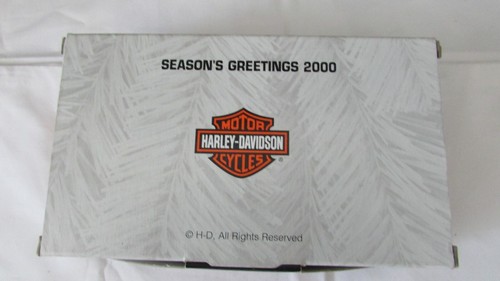 SEASON'S GREETINGS 2000
MOTOR
HARLEY-DAVIDSON
CYCLES
®
© H-D, All Rights Reserved